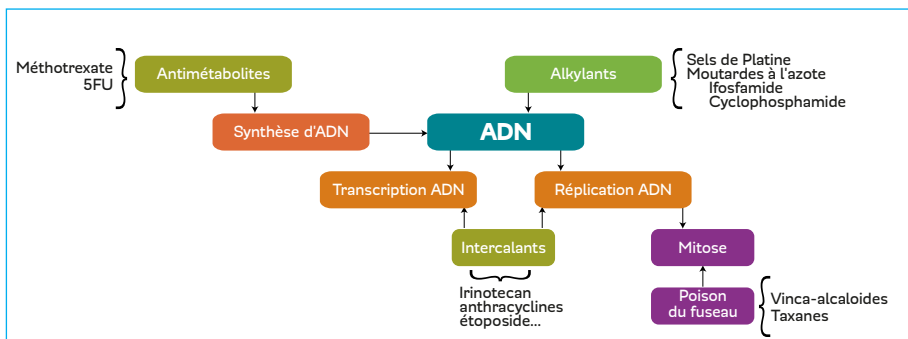 Méthotrexate
5FU
Antimétabolites
Alkylants
Sels de Platine
Moutardes à l'azote
Ifosfamide
Cyclophosphamide
Synthèse d'ADN
ADN
Transcription ADN
Réplication ADN
Intercalants
Mitose
Irinotecan
anthracyclines
étoposide...
Poison
du fuseau
Vinca-alcaloides
Taxanes